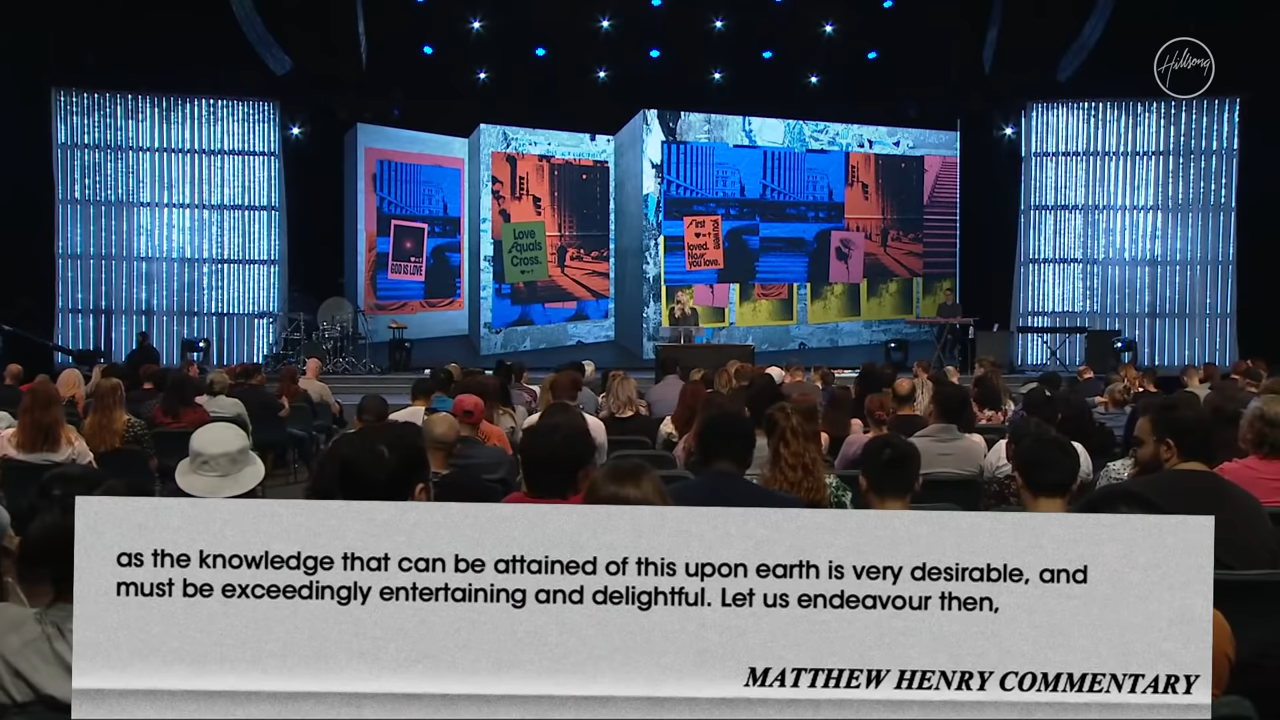 Hillsong
GOD IS LOVE
Love
Equals
Cross.
First
loved.
Now
you love.
as the knowledge that can be attained of this upon earth is very desirable, and
must be exceedingly entertaining and delightful. Let us endeavour then,
MATTHEW HENRY COMMENTARY